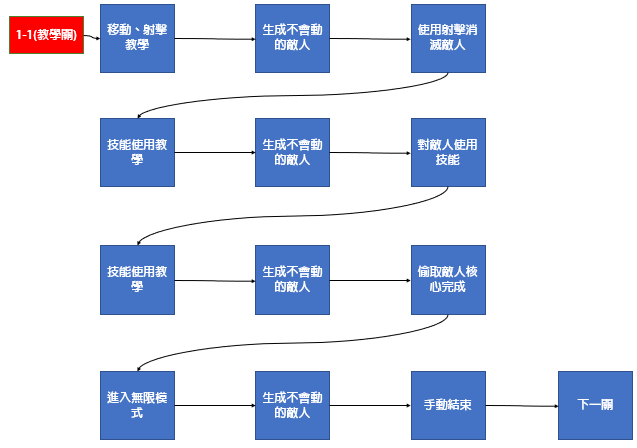 1-1(教學關)
移動、射擊
教學
生成不會動
的敵人
使用射擊消
滅敵人
技能使用教
學
生成不會動
的敵人
對敵人使用
技能
技能使用教
學
生成不會動
的敵人
偷取敵人核
心完成
進入無限模
式
生成不會動
的敵人
手動結束
下一關